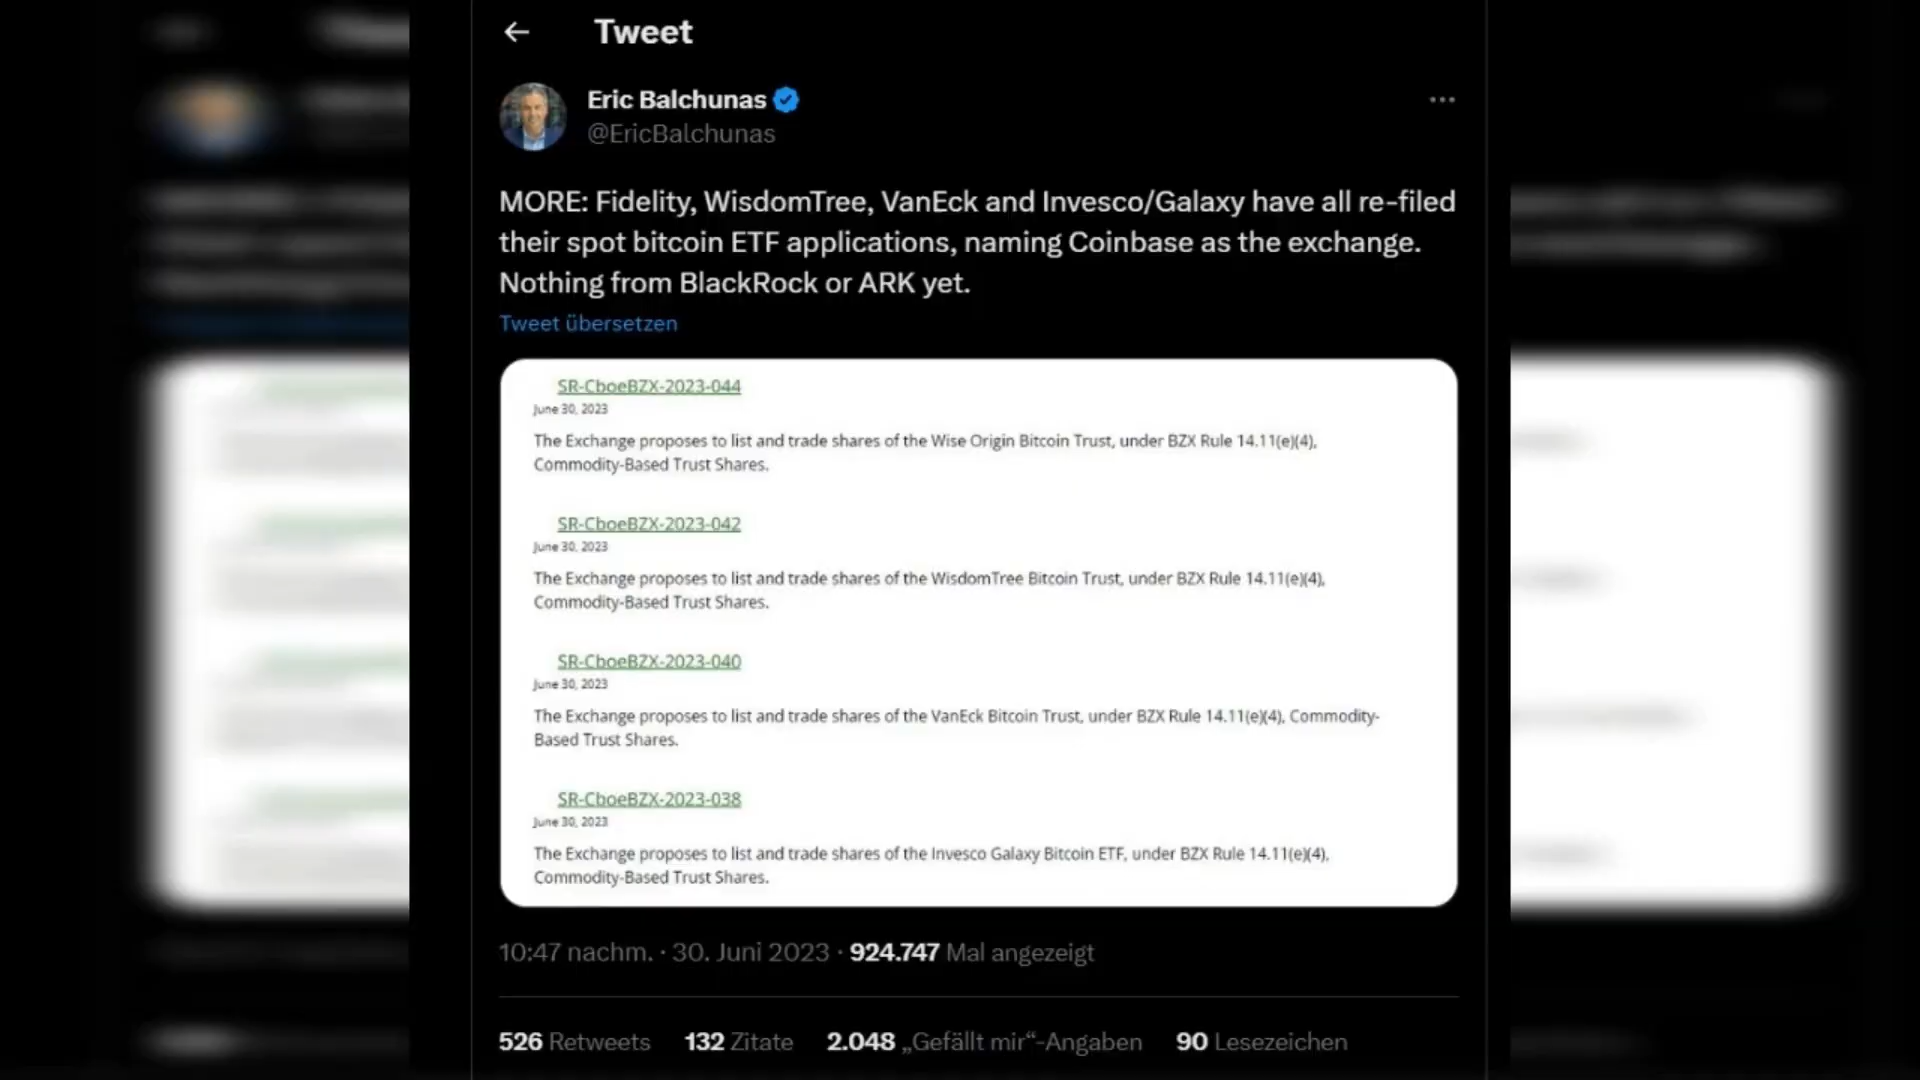 Tweet
Eric Balchunas
@EricBalchunas
MORE: Fidelity, WisdomTree, VanEck and Invesco/Galaxy have all re-filed
their spot bitcoin ETF applications, naming Coinbase as the exchange.
Nothing from BlackRock or ARK yet.
Tweet übersetzen
SR-CboeBZX-2023-044
June 30, 2023
The Exchange proposes to list and trade shares of the Wise Origin Bitcoin Trust, under BZX Rule 14.11(e)(4),
Commodity-Based Trust Shares.
SR-CboeBZX-2023-042
June 30, 2023
The Exchange proposes to list and trade shares of the WisdomTree Bitcoin Trust, under BZX Rule 14.11(e)(4),
Commodity-Based Trust Shares.
SR-CboeBZX-2023-040
June 30, 2023
The Exchange proposes to list and trade shares of the VanEck Bitcoin Trust, under BZX Rule 14.11(e)(4), Commodity-
Based Trust Shares.
SR-CboeBZX-2023-038
June 30, 2023
The Exchange proposes to list and trade shares of the Invesco Galaxy Bitcoin ETF, under BZX Rule 14.11(e)(4),
Commodity-Based Trust Shares.
10:47 nachm. · 30. Juni 2023 · 924.747 Mal angezeigt
526 Retweets 132 Zitate 2.048 „Gefällt mir“-Angaben 90 Lesezeichen